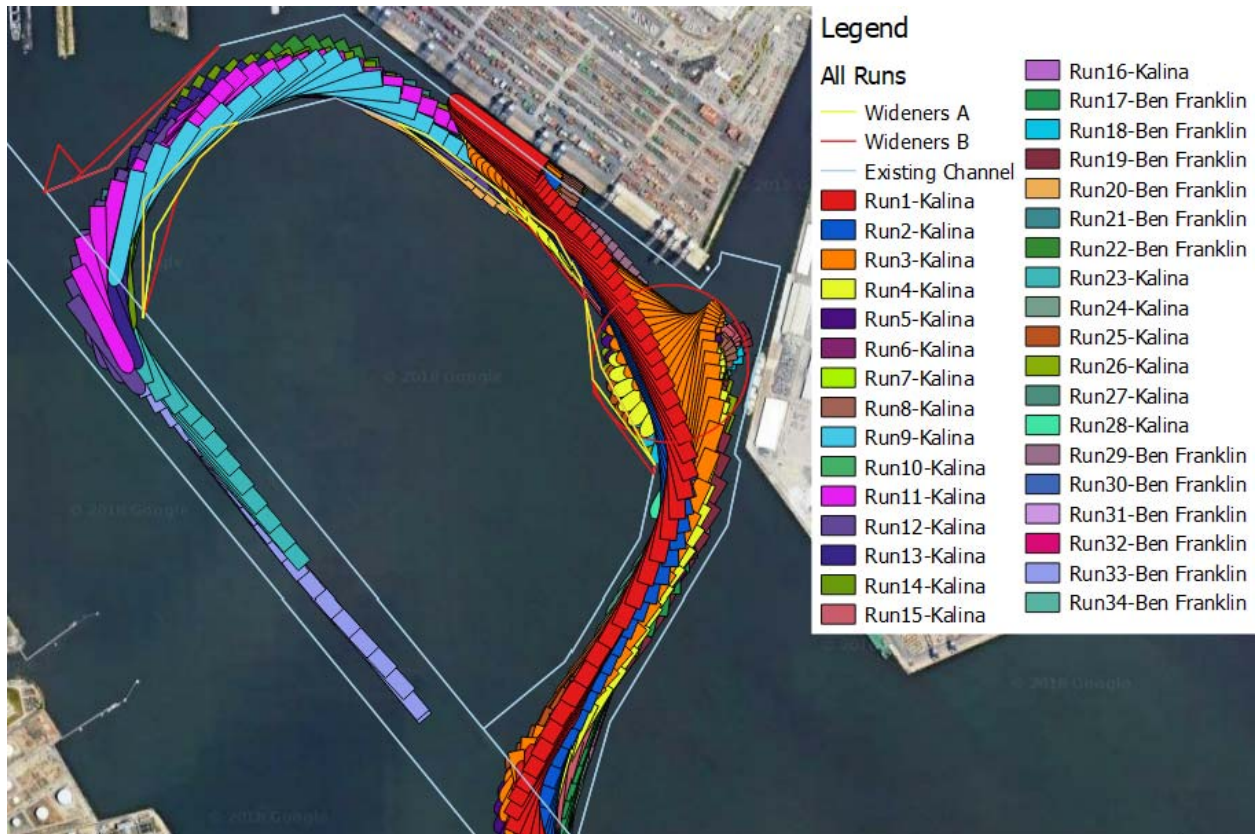 Legend
All Runs
Wideners A
Wideners B
Existing Channel
Run1-Kalina
Run2-Kalina
Run3-Kalina
Run4-Kalina
Run5-Kalina
Run6-Kalina
Run7-Kalina
Run8-Kalina
Run9-Kalina
Run10-Kalina
Run11-Kalina
Run12-Kalina
Run13-Kalina
Run14-Kalina
Run15-Kalina
Run16-Kalina
Run17-Ben Franklin
Run18-Ben Franklin
Run19-Ben Franklin
Run20-Ben Franklin
Run21-Ben Franklin
Run22-Ben Franklin
Run23-Kalina
Run24-Kalina
Run25-Kalina
Run26-Kalina
Run27-Kalina
Run28-Kalina
Run29-Ben Franklin
Run30-Ben Franklin
Run31-Ben Franklin
Run32-Ben Franklin
Run33-Ben Franklin
Run34-Ben Franklin
© 2018 Google
© 2018 Google
© 2018 Google
© 2018 Google